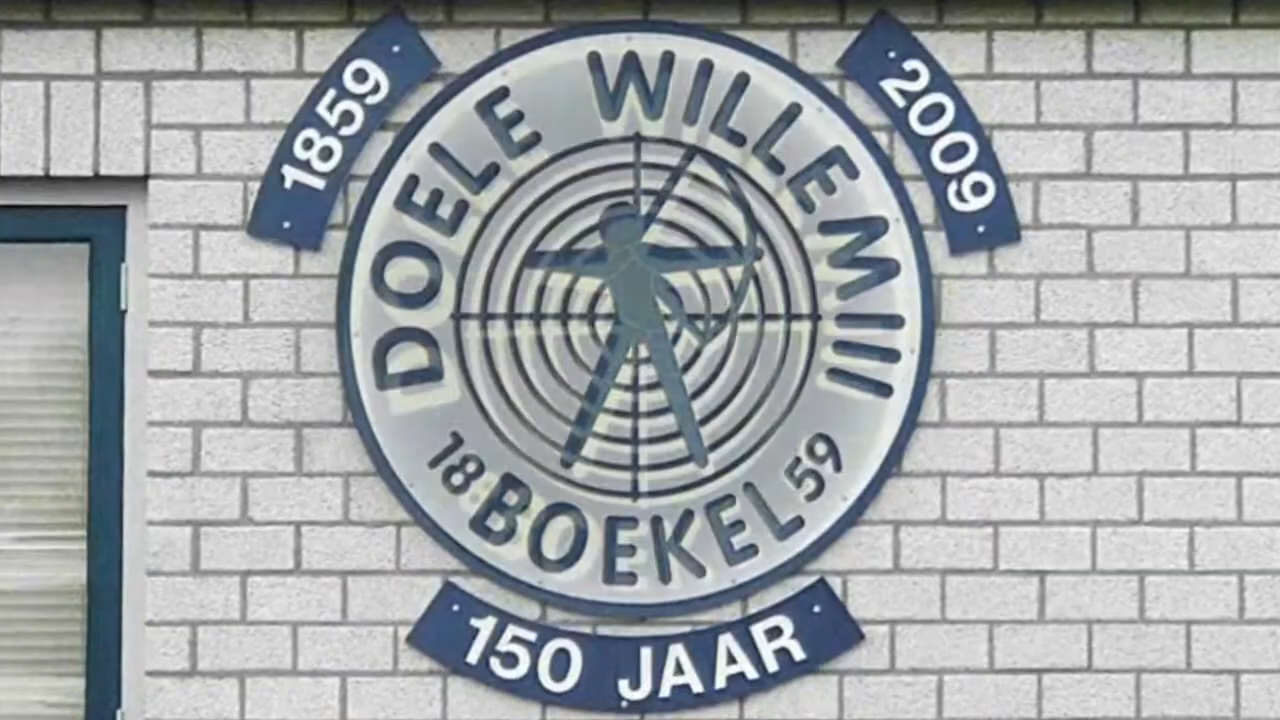 1859
2009
DOELE WILLEM III
18 BOEKEL 59
150 JAAR